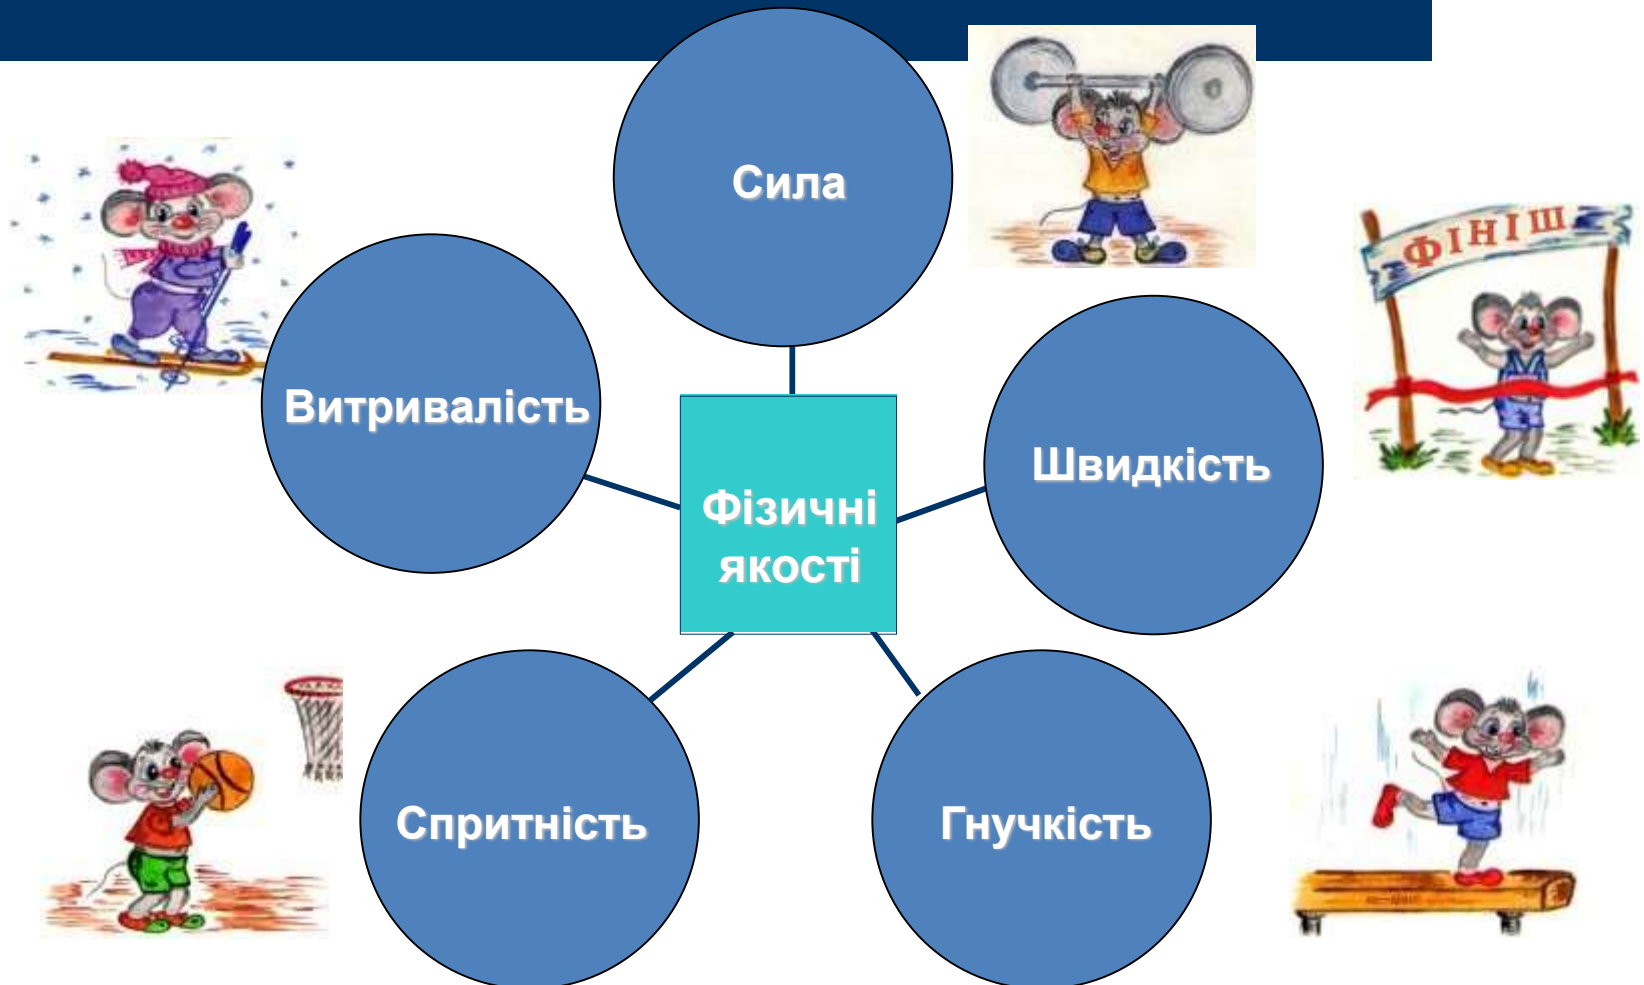 Сила
ФІНІШ
Витривалість
Швидкість
Фізичні
якості
Спритність
Гнучкість